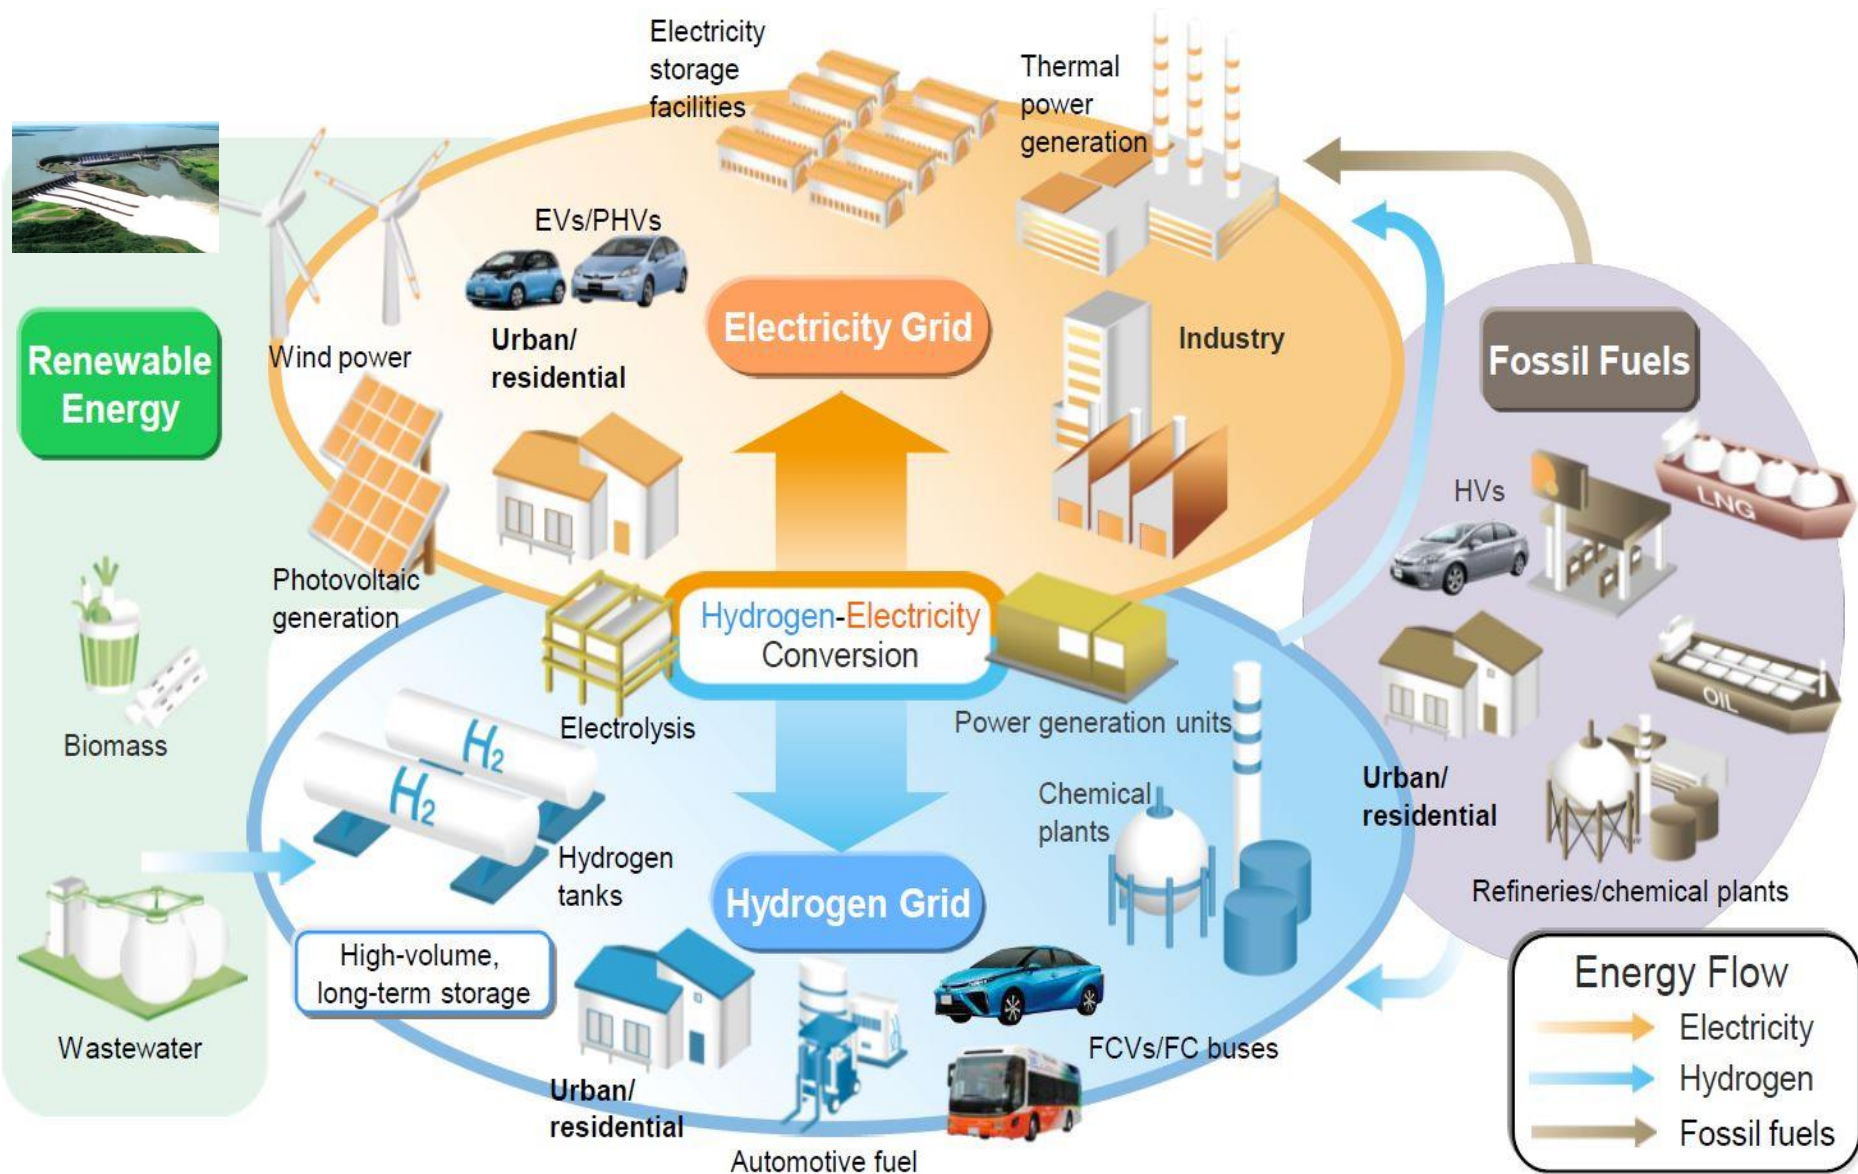 Electricity
storage
facilities
Thermal
power
generation
EVs/PHVs
Electricity Grid
Urban/
residential
Industry
Wind power
Renewable
Energy
Fossil Fuels
HVs
LNG
Photovoltaic
generation
Hydrogen-Electricity
Conversion
Electrolysis
Power generation units
Biomass
OIL
H2
H2
Chemical
plants
Urban/
residential
Hydrogen
tanks
Hydrogen Grid
Refineries/chemical plants
High-volume,
long-term storage
Wastewater
FCVs/FC buses
Urban/
residential
Automotive fuel
Energy Flow
Electricity
Hydrogen
Fossil fuels